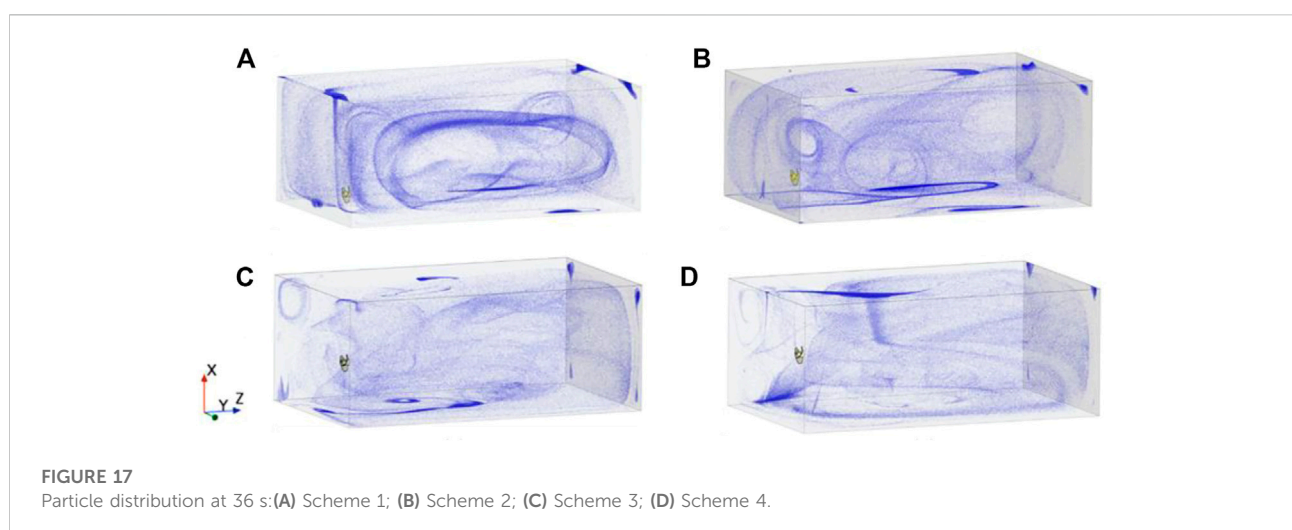 A
B
C
D
X
Y Z
FIGURE 17
Particle distribution at 36 s:(A) Scheme 1; (B) Scheme 2; (C) Scheme 3; (D) Scheme 4.